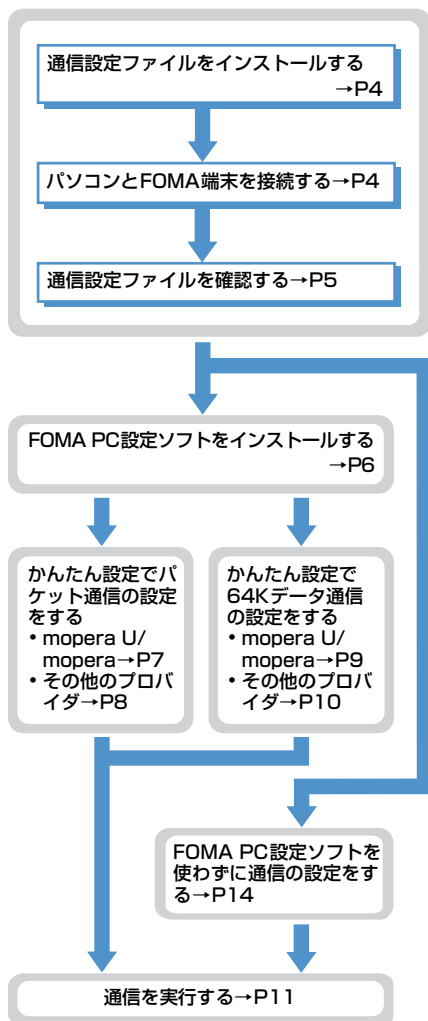 通信設定ファイルをインストールする
→P4
パソコンとFOMA端末を接続する→P4
通信設定ファイルを確認する→P5
FOMA PC設定ソフトをインストールする
→P6
かんたん設定でパ
ケット通信の設定
をする
• mopera U/
mopera→P7
• その他のプロバ
イダ→P8
かんたん設定で
64Kデータ通信
の設定をする
• mopera U/
mopera→P9
• その他のプロバ
イダ→P10
FOMA PC設定ソフトを
使わずに通信の設定をす
る→P14
通信を実行する→P11